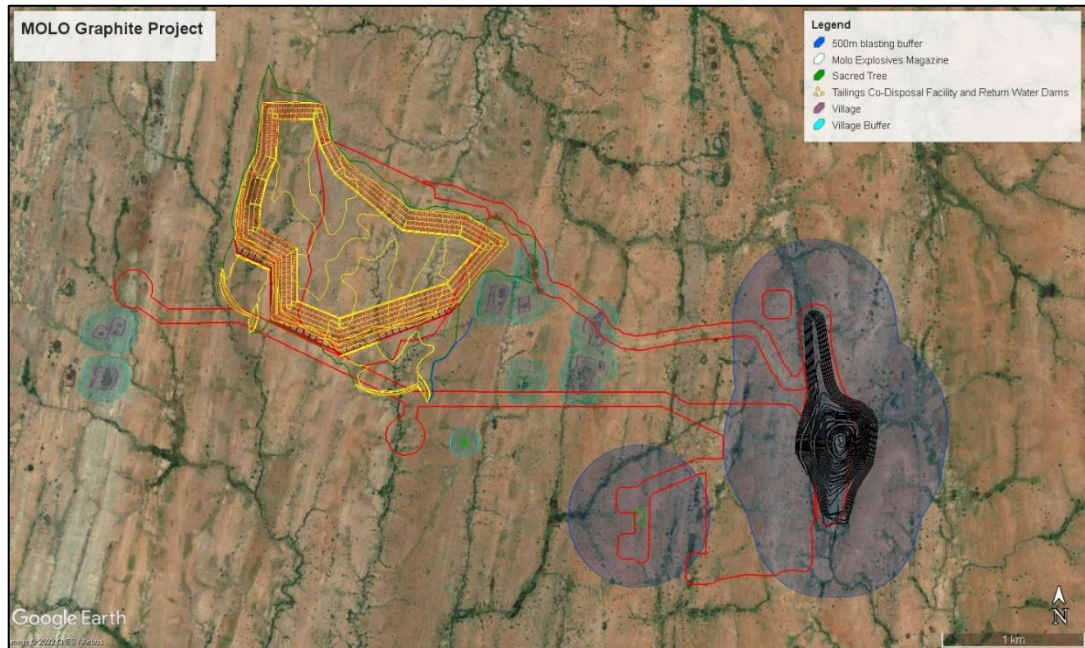 MOLO Graphite Project
Legend
500m blasting buffer
Molo Explosives Magazine
Sacred Tree
Tailings Co-Disposal Facility and Return Water Dams
Village
Village Buffer
Google Earth
N
1 km